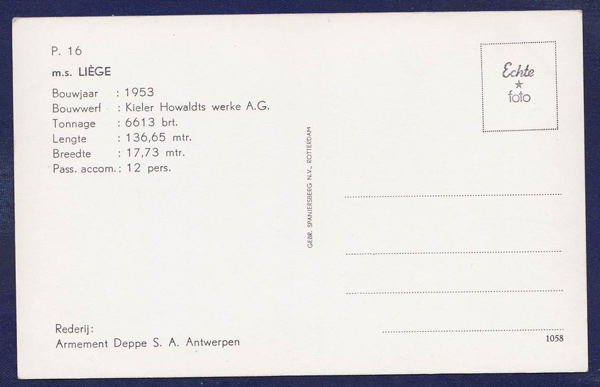 P. 16
m.s. LIÈGE
Bouwjaar : 1953
Bouwwerf : Kieler Howaldts werke A.G.
Tonnage : 6613 brt.
Lengte : 136,65 mtr.
Breedte : 17,73 mtr.
Pass. accom. : 12 pers.
Rederij:
Armement Deppe S. A. Antwerpen
GEBR. SPANJERSBERG N.V., ROTTERDAM
Echte
foto
1058